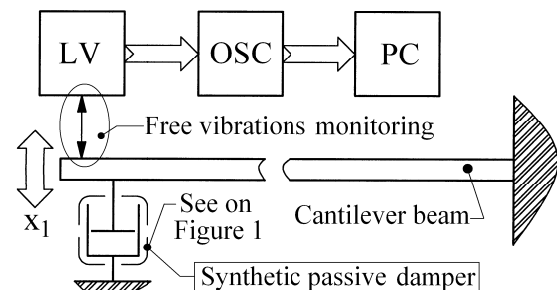 LV
OSC
PC
Free vibrations monitoring
x1
See on
Figure 1
Cantilever beam
Synthetic passive damper